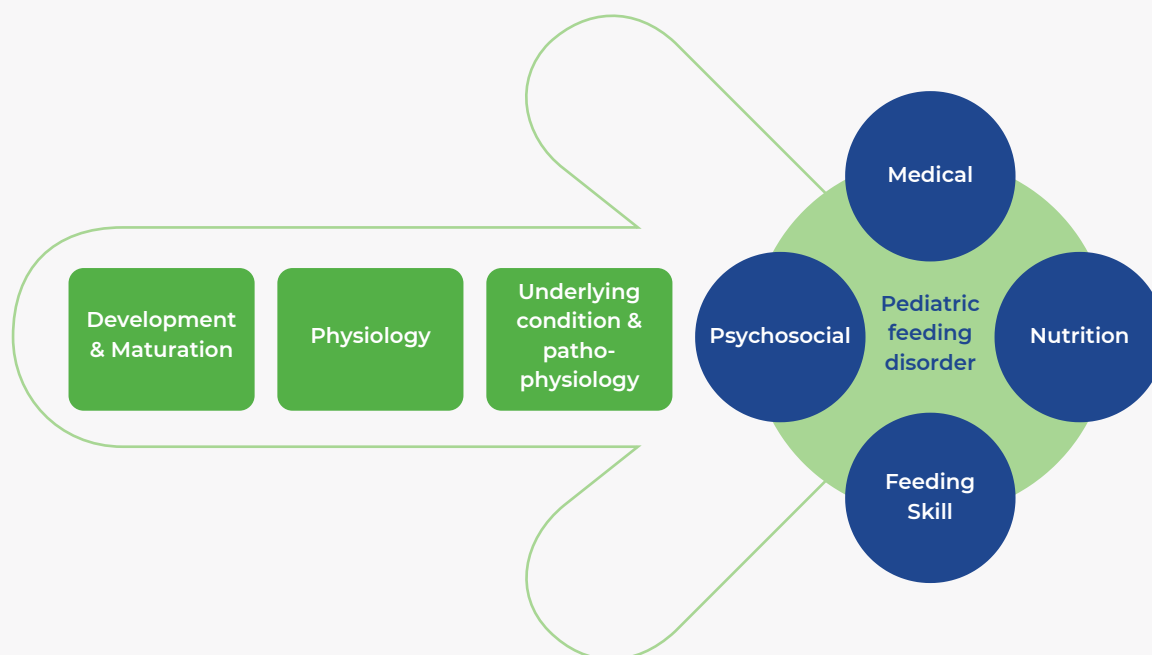 Development
& Maturation
Physiology
Underlying
condition &
patho-
physiology
Medical
Psychosocial
Pediatric
feeding
disorder
Nutrition
Feeding
Skill